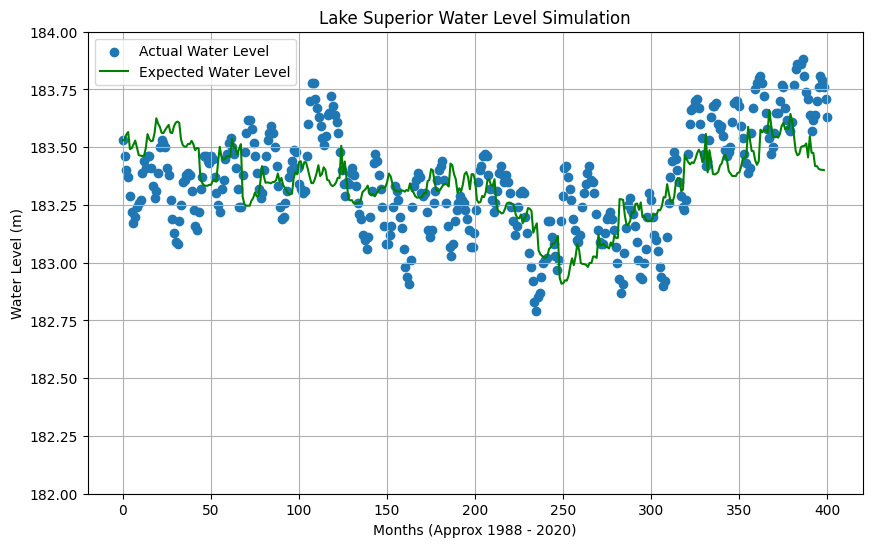 Lake Superior Water Level Simulation
Actual Water Level
Expected Water Level
Water Level (m)
184.00
183.75
183.50
183.25
183.00
182.75
182.50
182.25
182.00
0 50 100 150 200 250 300 350 400
Months (Approx 1988 - 2020)